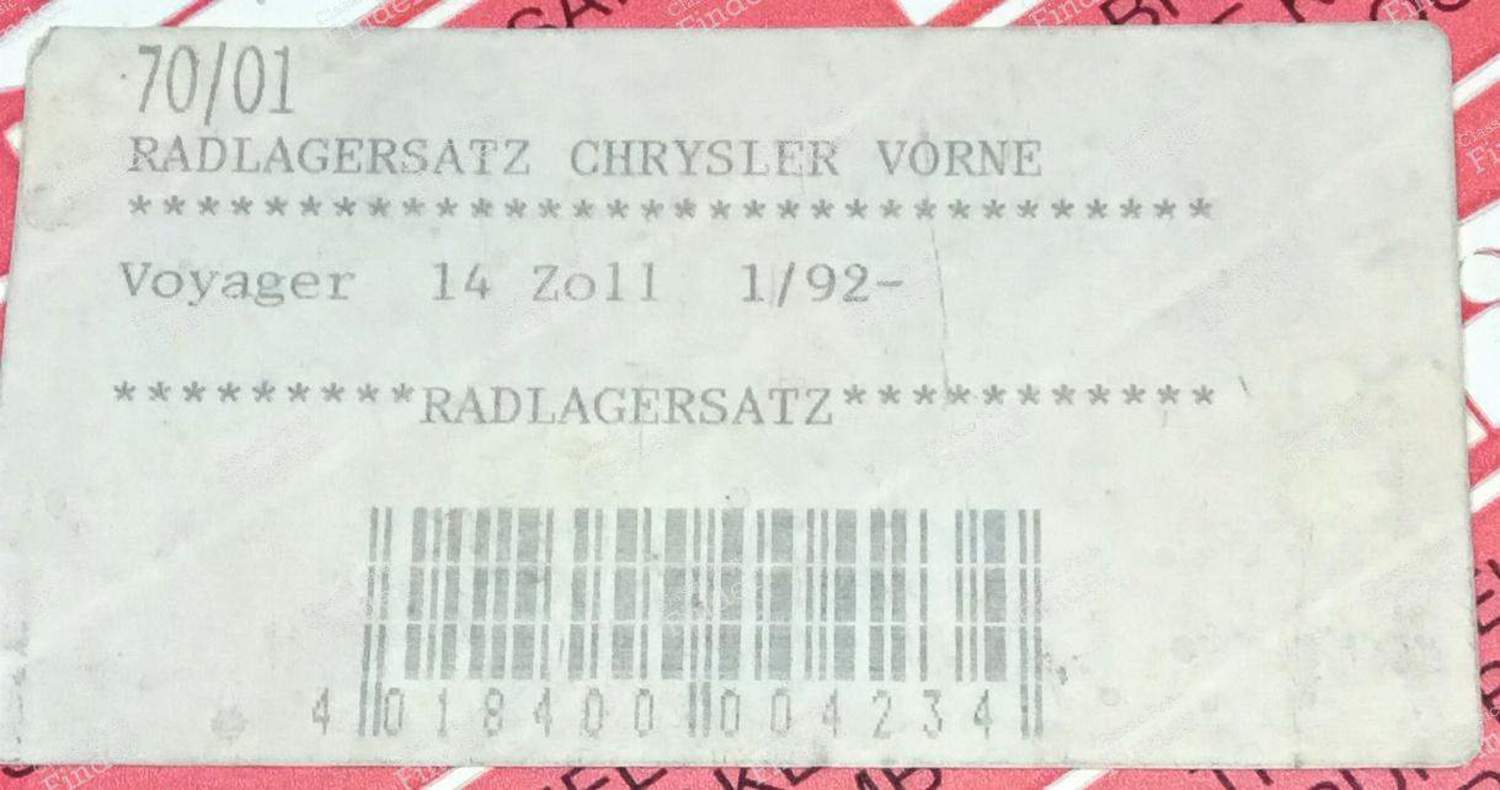 70/01
RADLAGERSATZ CHRYSLER VORNE
********************************
Voyager 14 Zoll 1/92-
*********RADLAGERSATZ***********
4 018400 004234